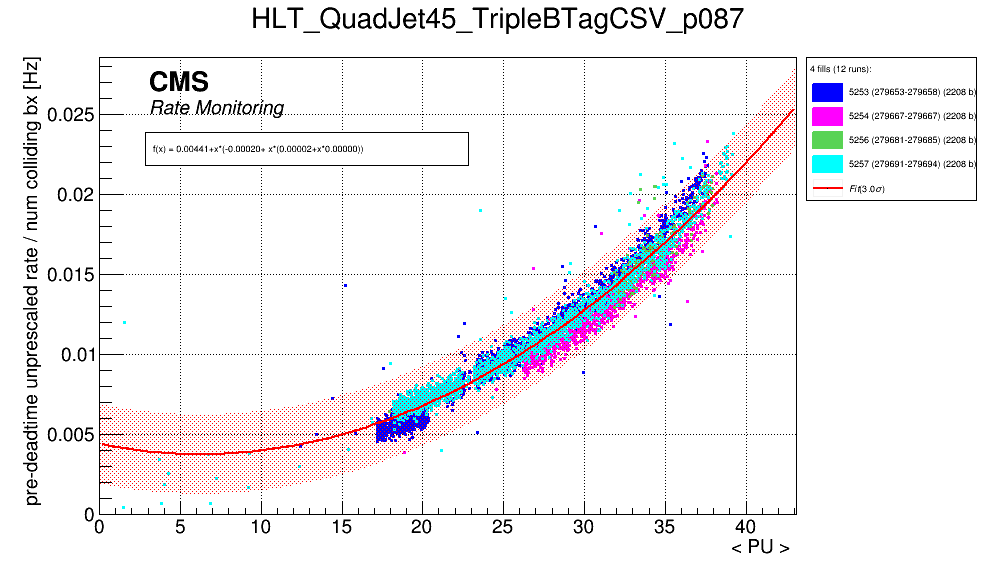 HLT_QuadJet45_TripleBTagCSV_p087
pre-deadtime unprescaled rate / num colliding bx [Hz]
CMS
Rate Monitoring
f(x) = 0.00441+x*(-0.00020+ x*(0.00002+x*0.00000))
0.025
0.02
0.015
0.01
0.005
0
0 5 10 15 20 25 30 35 40
< PU >
4 fills (12 runs):
5253 (279653-279658) (2208 b)
5254 (279667-279667) (2208 b)
5256 (279681-279685) (2208 b)
5257 (279691-279694) (2208 b)
Fit(3.0σ)